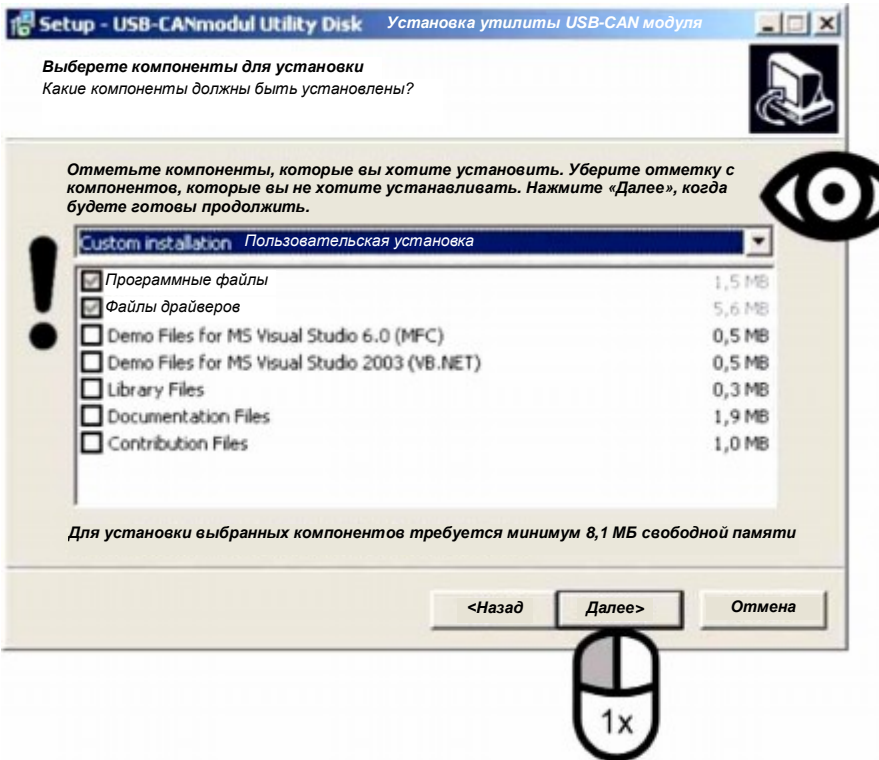 Setup - USB-CANmodul Utility Disk Установка утилиты USB-CAN модуля
Выберете компоненты для установки
Какие компоненты должны быть установлены?
Отметьте компоненты, которые вы хотите установить. Уберите отметку с
компонентов, которые вы не хотите устанавливать. Нажмите «Далее», когда
будете готовы продолжить.
Custom installation Пользовательская установка
Программные файлы 1,5 MB
Файлы драйверов 5,6 MB
Demo Files for MS Visual Studio 6.0 (MFC) 0,5 MB
Demo Files for MS Visual Studio 2003 (VB.NET) 0,5 MB
Library Files 0,3 MB
Documentation Files 1,9 MB
Contribution Files 1,0 MB
Для установки выбранных компонентов требуется минимум 8,1 МБ свободной памяти
<Назад Далее> Отмена
1x